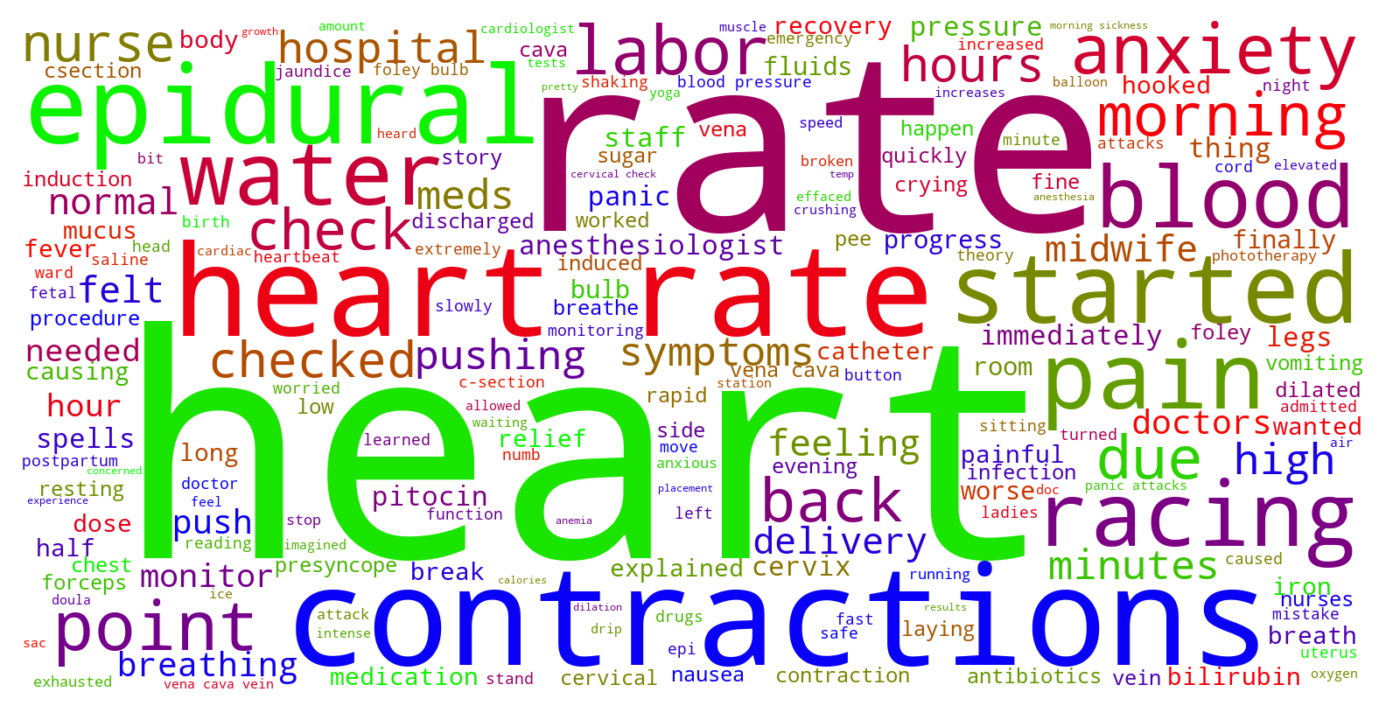 nurse
body
growth
amount
hospital
cardiologist
cava
tests
labor
muscle
emergency
recovery
pressure
increased
morning sickness
anxiety
csection
jaundice
foley bulb
pretty
shaking
yoga
blood pressure
fluids
hours
increases
balloon
hooked
night
epidural
heard
rate
staff
vena
speed
happen
minute
morning
attacks
thing
bit
water
story
sugar
cervical check
panic
broken
temp
quickly
crying
fine
cord
elevated
induction
normal
meds
birth
check
discharged
worked
effaced
crushing
anesthesia
blood
mucus
fever
head
saline
cardiac
heartbeat
extremely
anesthesiologist
induced
pee
progress
theory
midwife
finally
phototherapy
ward
fetal
felt
heart rate
slowly
bulb
breathe
monitoring
started
procedure
needed
causing
checked
pushing
symptoms
vena cava
catheter
button
immediately
foley
room
legs
vomiting
hour
worried
low
c-section
station
allowed
waiting
rapid
pain
dilated
admitted
doctors
wanted
spells
postpartum
concerned
long
learned
heart
relief
numb
side
move
anxious
feeling
evening
sitting
turned
painful
infection
due
panic attacks
high
air
resting
experience
doctor
feel
pitocin
function
placement
left
back
worse
doc
ladies
racing
dose
half
push
reading
stop
imagined
anemia
delivery
chest
forceps
monitor
presyncope
break
calories
explained
cervix
running
minutes
caused
iron
nurses
mistake
doula
ice
point
attack
intense
contractions
dilation
drip
drugs
epi
fast
safe
results
laying
breath
uterus
sac
breathing
exhausted
vena cava vein
medication
stand
cervical
nausea
contraction
antibiotics
vein
bilirubin
oxygen